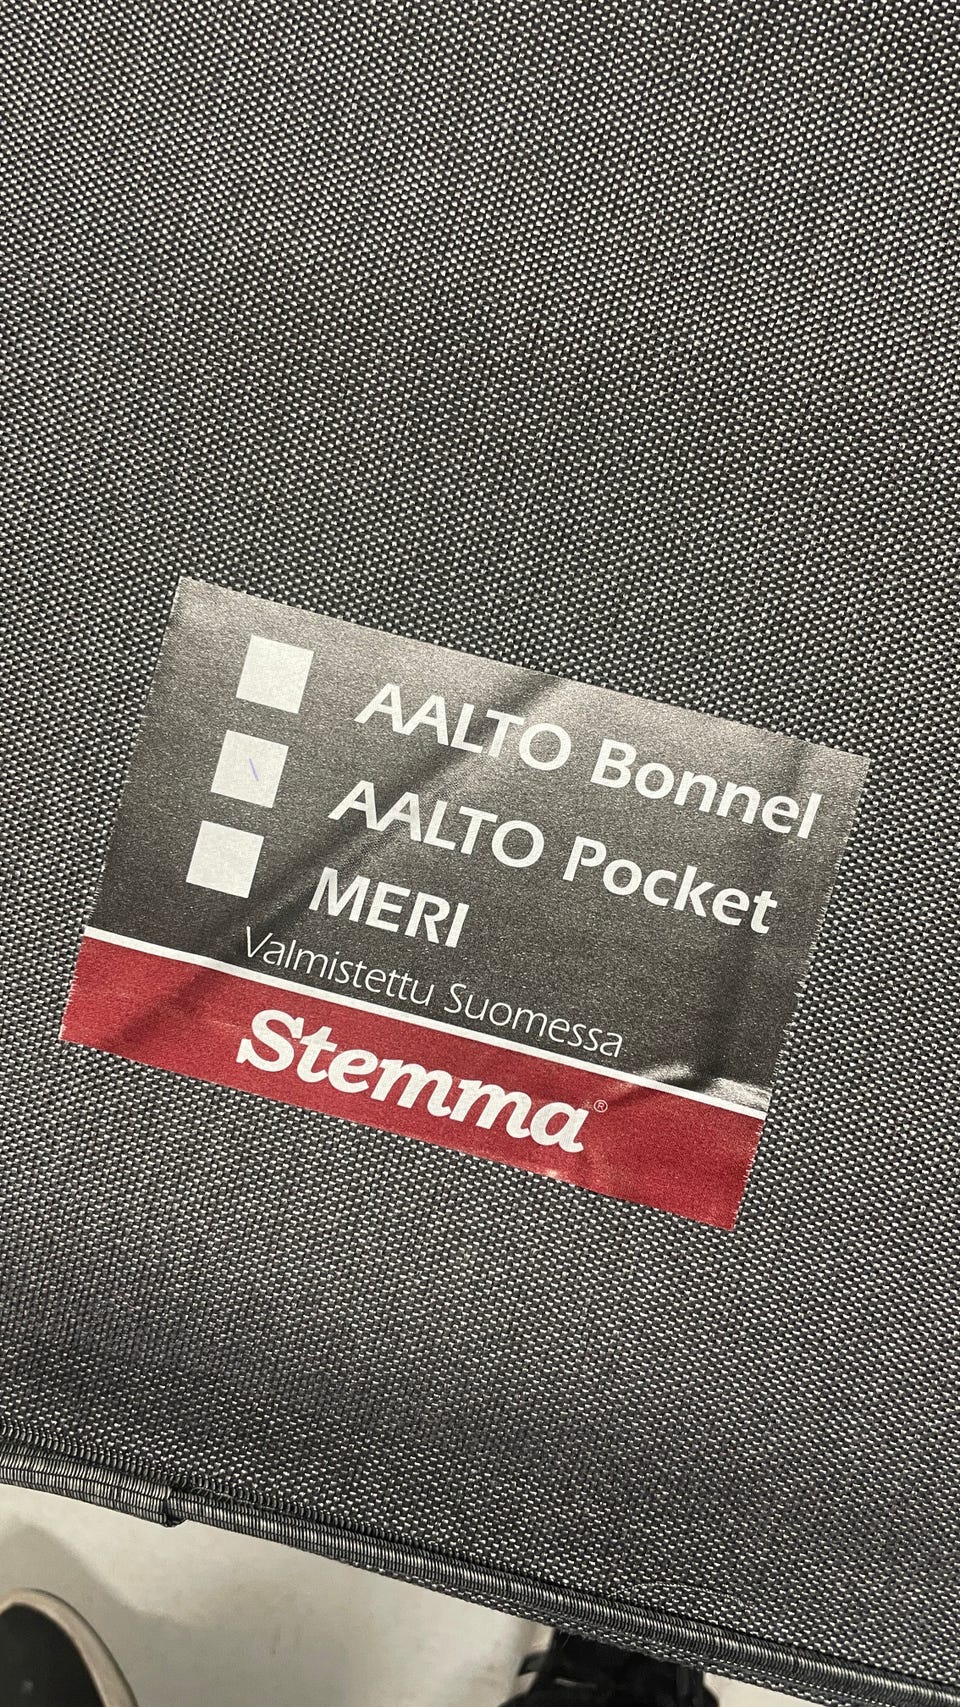 AALTO Bonnel
AALTO Pocket
MERI
Valmistettu Suomessa
Stemma®